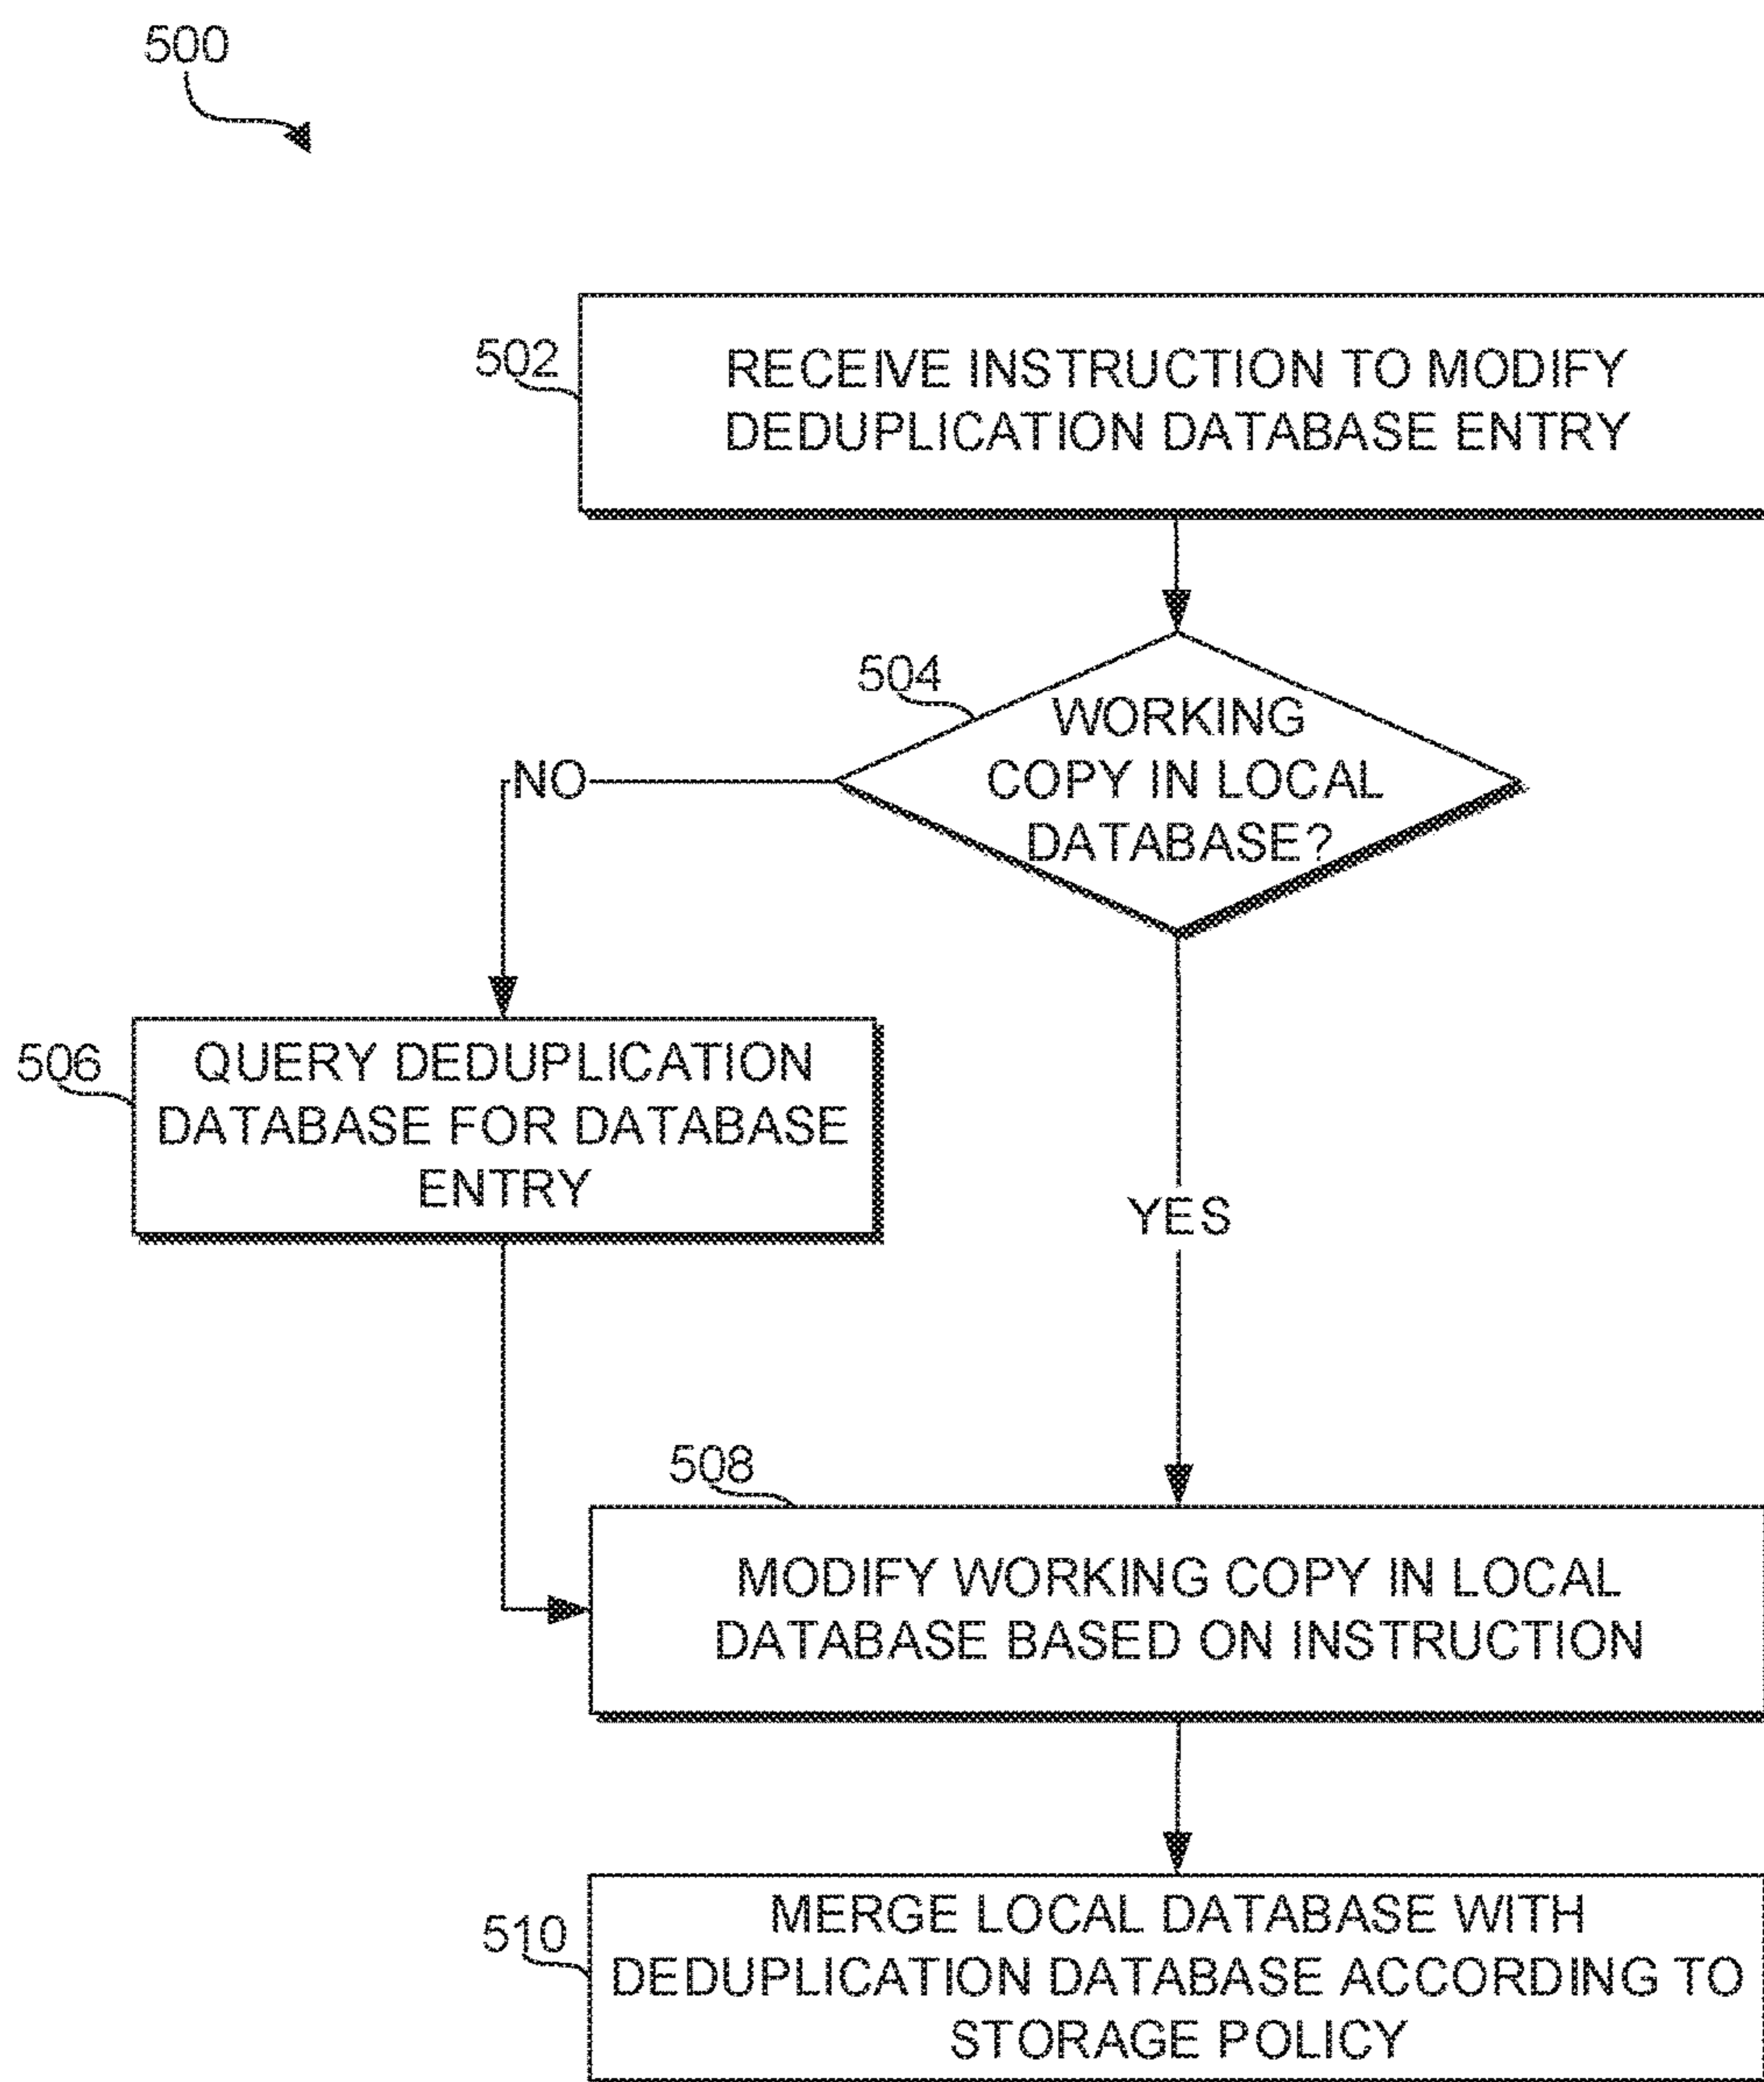 500
502
RECEIVE INSTRUCTION TO MODIFY
DEDUPLICATION DATABASE ENTRY
504
WORKING
COPY IN LOCAL
DATABASE?
NO
506
QUERY DEDUPLICATION
DATABASE FOR DATABASE
ENTRY
YES
508
MODIFY WORKING COPY IN LOCAL
DATABASE BASED ON INSTRUCTION
510
MERGE LOCAL DATABASE WITH
DEDUPLICATION DATABASE ACCORDING TO
STORAGE POLICY